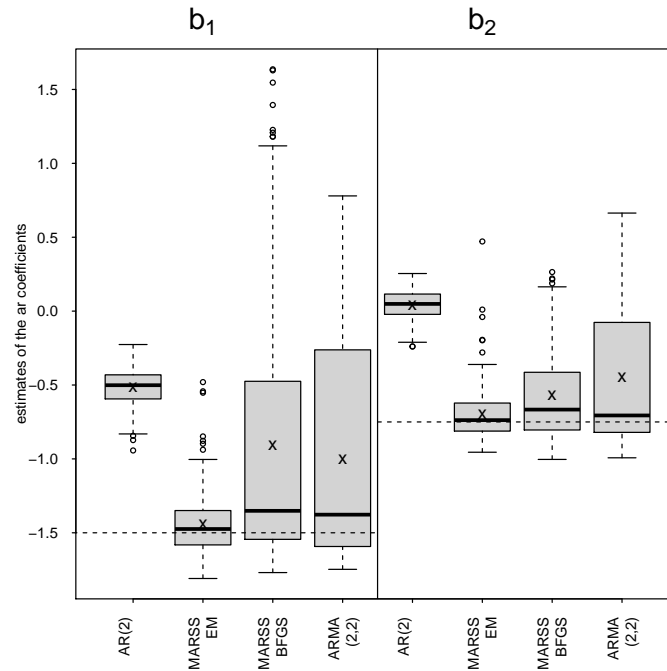 b1
b2
estimates of the ar coefficients
1.5
1.0
0.5
0.0
−0.5
−1.0
−1.5
x
x
x
x
x
x
x
x
AR(2)
MARSS
EM
MARSS
BFGS
ARMA
(2,2)
AR(2)
MARSS
EM
MARSS
BFGS
ARMA
(2,2)